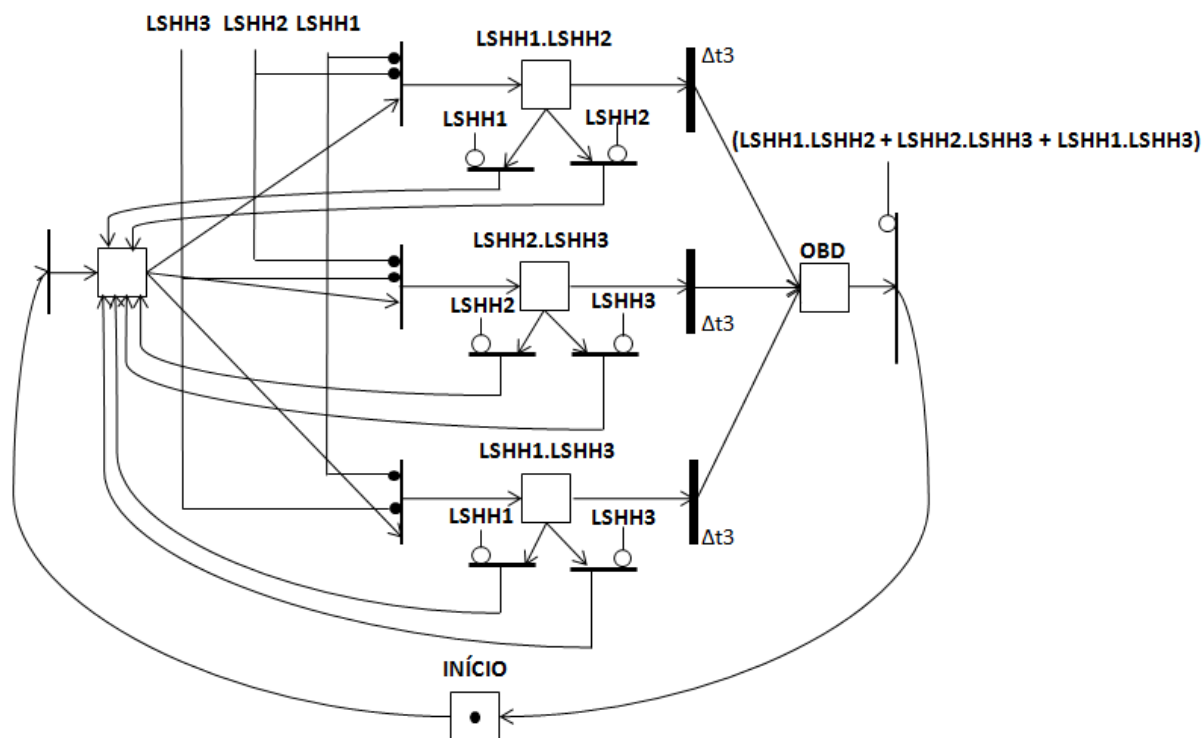 LSHH3 LSHH2 LSHH1
LSHH1.LSHH2
Δt3
LSHH1
LSHH2
(LSHH1.LSHH2 + LSHH2.LSHH3 + LSHH1.LSHH3)
LSHH2.LSHH3
OBD
LSHH2
LSHH3
Δt3
LSHH1.LSHH3
LSHH1
LSHH3
Δt3
INÍCIO